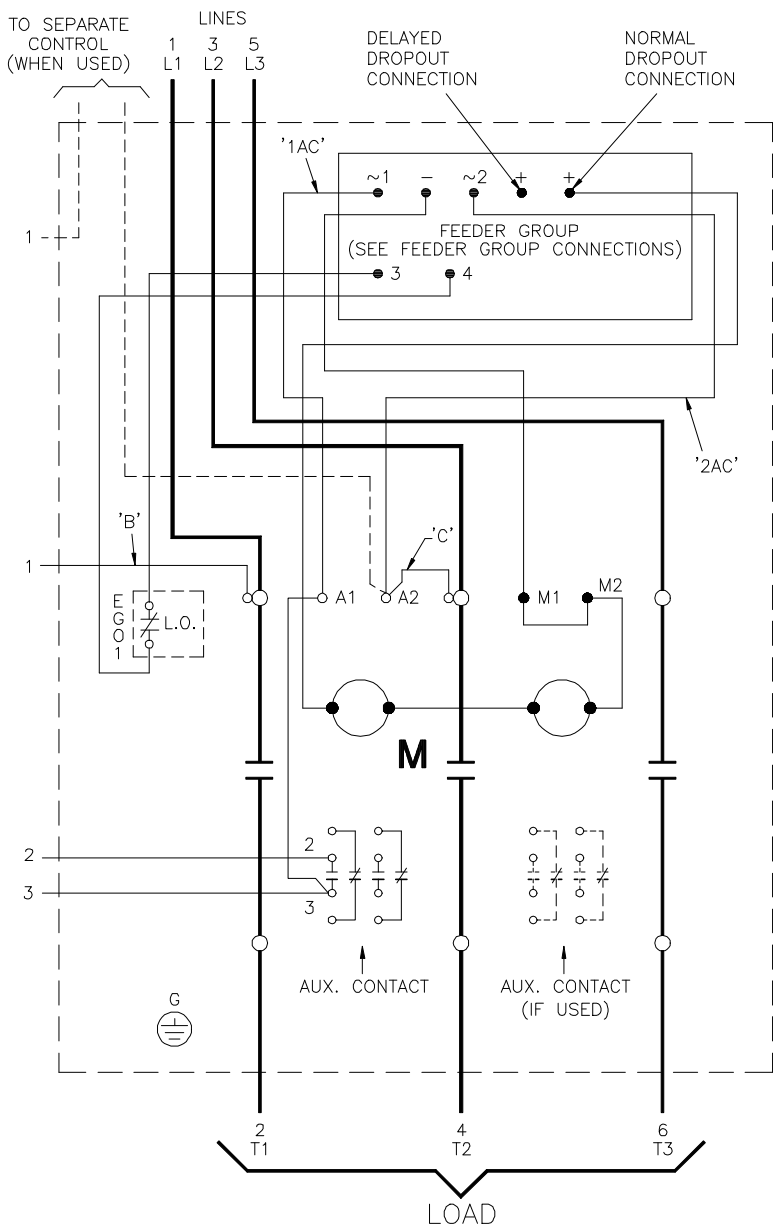 TO SEPARATE
CONTROL
(WHEN USED)
LINES
1 3 5
L1 L2 L3
DELAYED
DROPOUT
CONNECTION
NORMAL
DROPOUT
CONNECTION
'1AC'
~1 – ~2 + +
1
FEEDER GROUP
(SEE FEEDER GROUP CONNECTIONS)
3 4
'2AC'
'B'
'C'
1
A1 A2 M1 M2
E
G
O
1
L.O.
M
2
2
3
3
AUX. CONTACT
AUX. CONTACT
(IF USED)
G
2 4 6
T1 T2 T3
LOAD